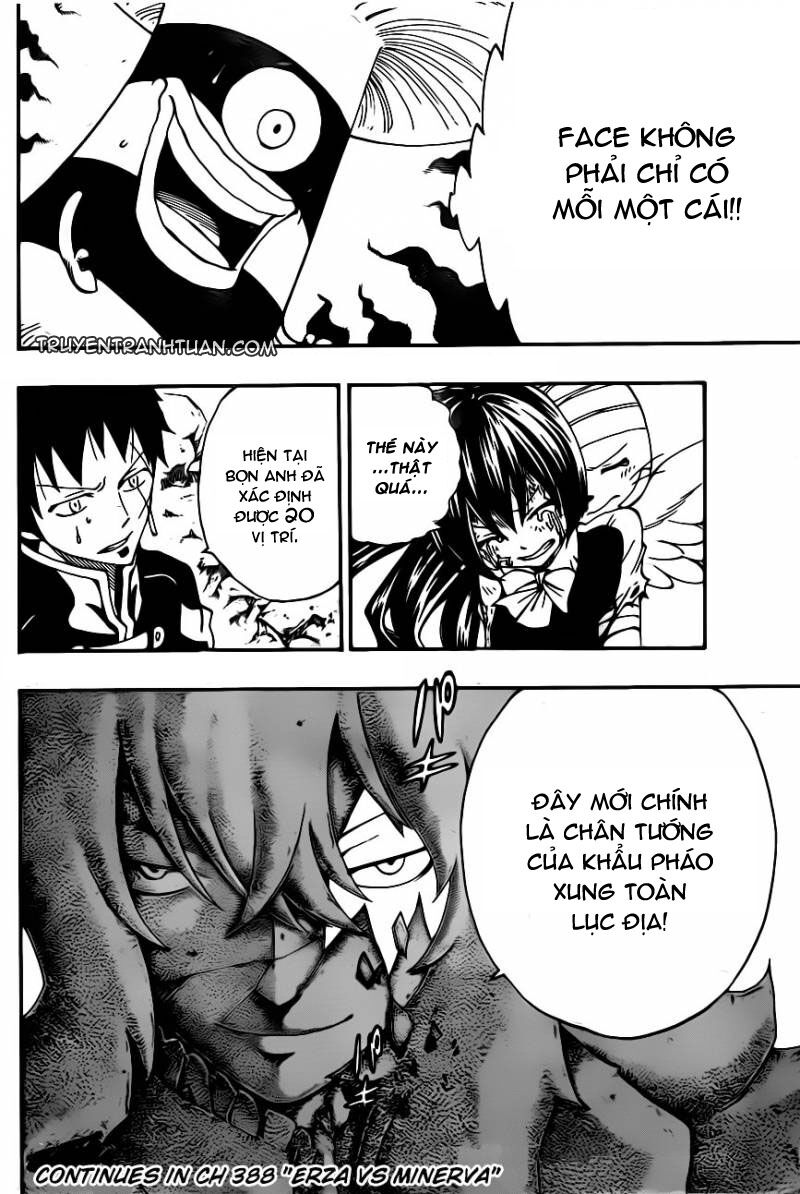 FACE KHÔNG
PHẢI CHỈ CÓ
MỖI MỘT CÁI!!
TRUYENTRANHTUAN.COM
THẾ NÀY
...THẬT
QUÁ...
HIỆN TẠI
BỌN ANH ĐÃ
XÁC ĐỊNH
ĐƯỢC 20
VỊ TRÍ.
ĐÂY MỚI CHÍNH
LÀ CHÂN TƯỚNG
CỦA KHẨU PHÁO
XUNG TOÀN
LỤC ĐỊA!
CONTINUES IN CH 388 "ERZA VS MINERVA"